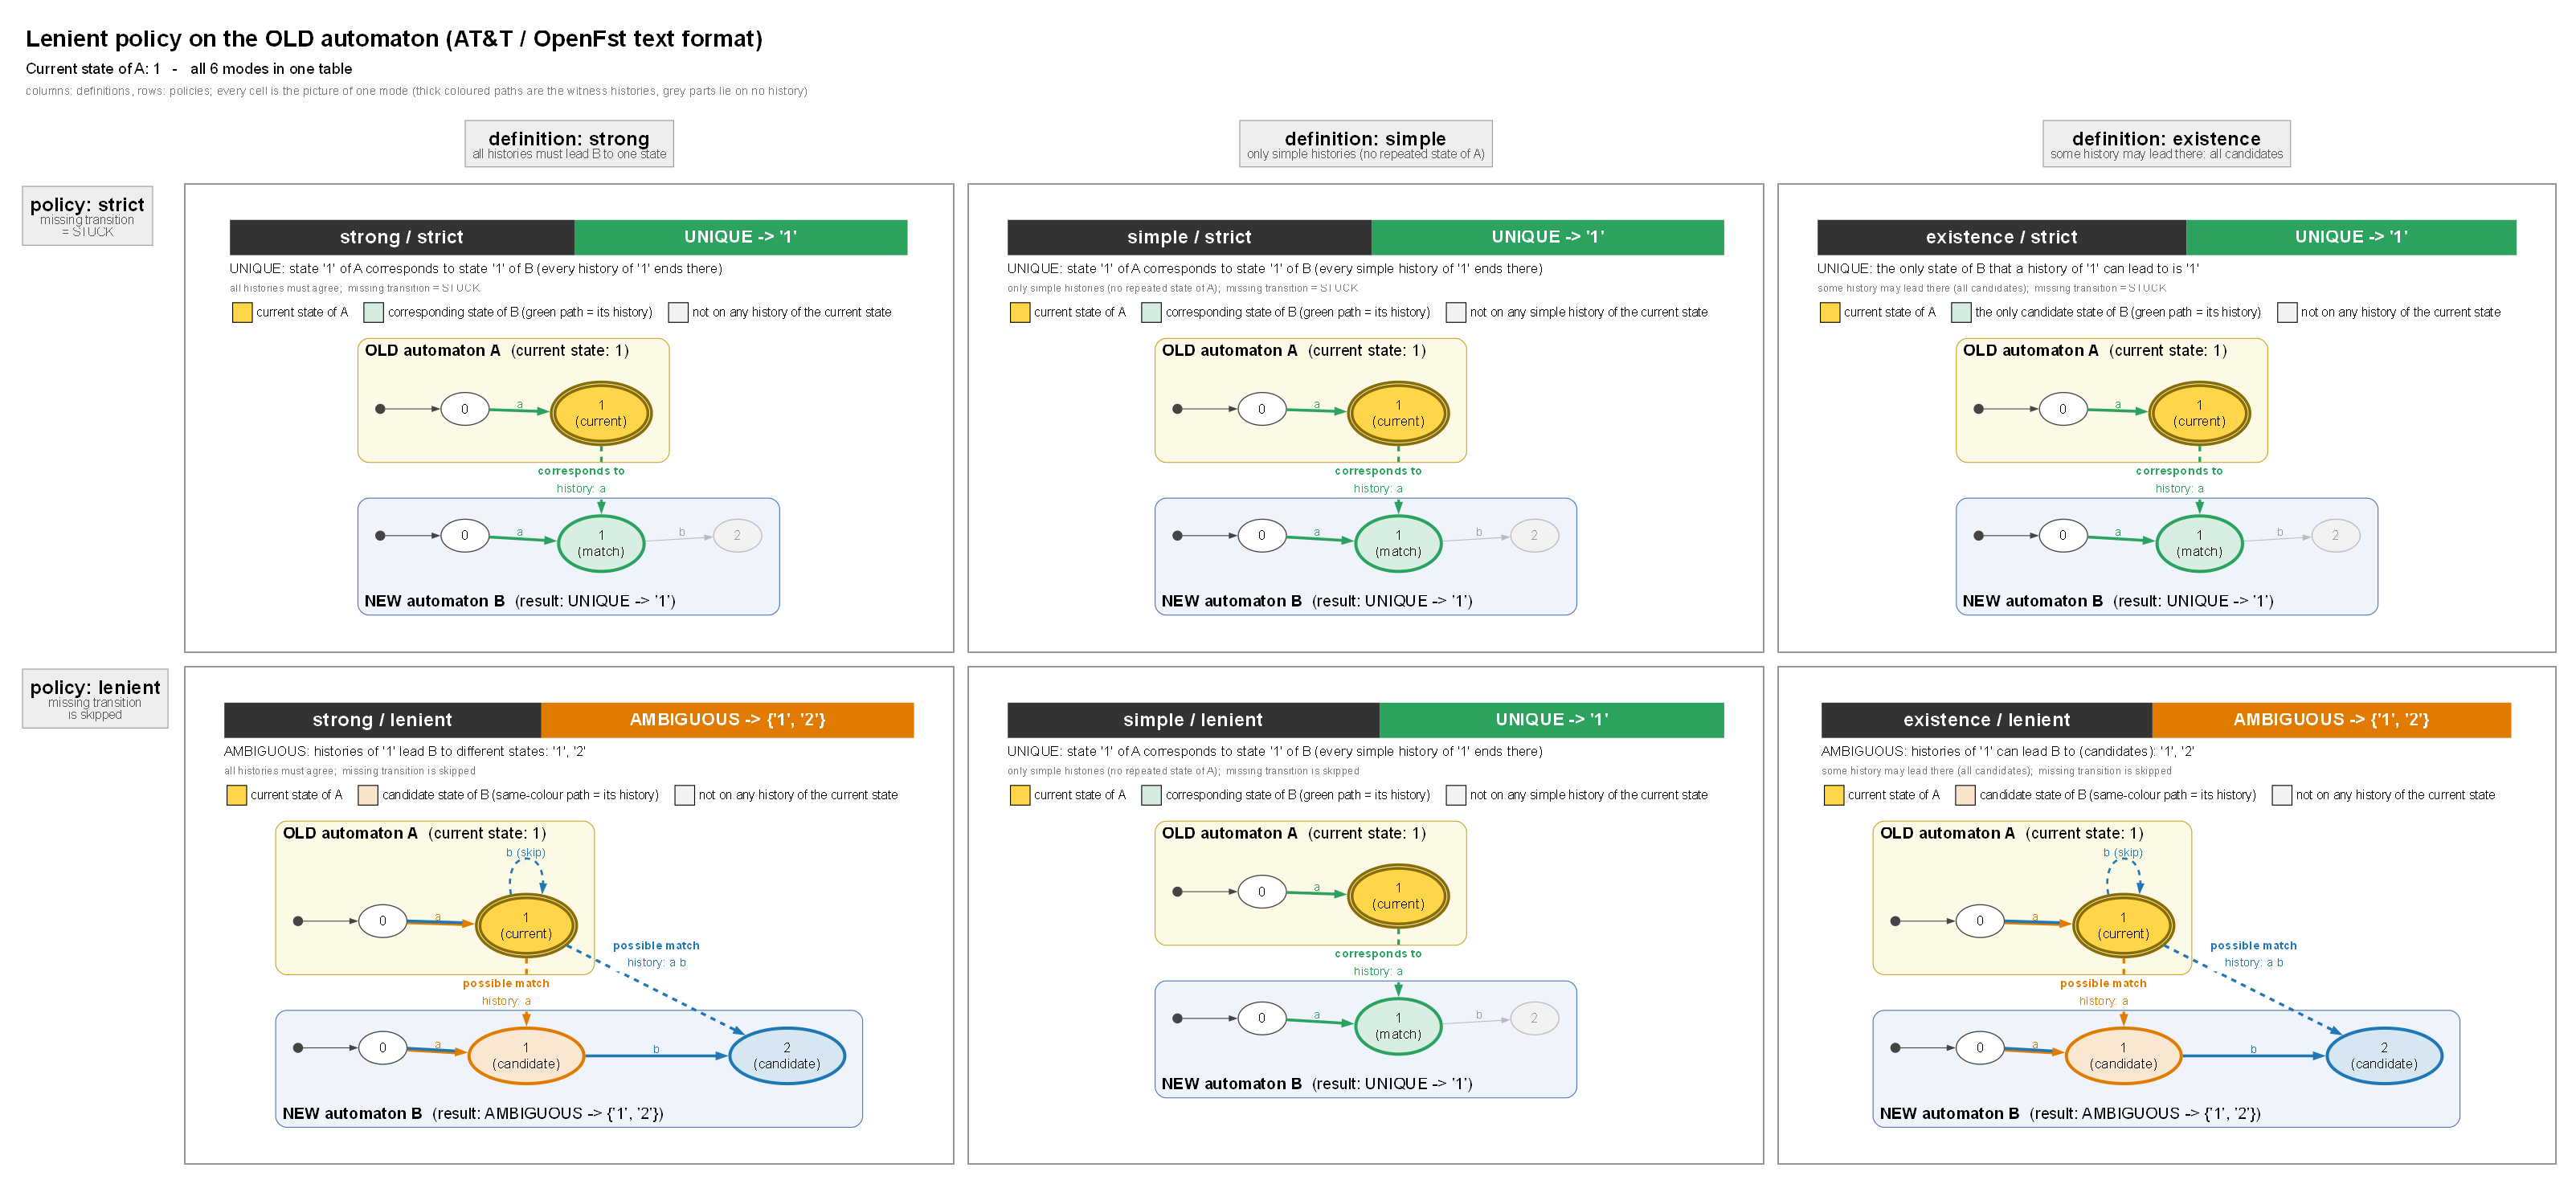 Lenient policy on the OLD automaton (AT&T / OpenFst text format)
Current state of A: 1  -  all 6 modes in one table
columns: definitions, rows: policies; every cell is the picture of one mode (thick coloured paths are the witness histories, grey parts lie on no history)
definition: strong
all histories must lead B to one state
definition: simple
only simple histories (no repeated state of A)
definition: existence
some history may lead there: all candidates
policy: strict
missing transition
= STUCK
strong / strict
UNIQUE -> '1'
UNIQUE: state '1' of A corresponds to state '1' of B (every history of '1' ends there)
all histories must agree; missing transition = STUCK
current state of A
corresponding state of B (green path = its history)
not on any history of the current state
OLD automaton A (current state: 1)
0
a
1
(current)
corresponds to
history: a
0
a
1
(match)
b
2
NEW automaton B (result: UNIQUE -> '1')
simple / strict
UNIQUE -> '1'
UNIQUE: state '1' of A corresponds to state '1' of B (every simple history of '1' ends there)
only simple histories (no repeated state of A); missing transition = STUCK
current state of A
corresponding state of B (green path = its history)
not on any simple history of the current state
OLD automaton A (current state: 1)
0
a
1
(current)
corresponds to
history: a
0
a
1
(match)
b
2
NEW automaton B (result: UNIQUE -> '1')
existence / strict
UNIQUE -> '1'
UNIQUE: the only state of B that a history of '1' can lead to is '1'
some history may lead there (all candidates); missing transition = STUCK
current state of A
the only candidate state of B (green path = its history)
not on any history of the current state
OLD automaton A (current state: 1)
0
a
1
(current)
corresponds to
history: a
0
a
1
(match)
b
2
NEW automaton B (result: UNIQUE -> '1')
policy: lenient
missing transition
is skipped
strong / lenient
AMBIGUOUS -> {'1', '2'}
AMBIGUOUS: histories of '1' lead B to different states: '1', '2'
all histories must agree; missing transition is skipped
current state of A
candidate state of B (same-colour path = its history)
not on any history of the current state
OLD automaton A (current state: 1)
b (skip)
0
a
1
(current)
possible match
history: a b
possible match
history: a
0
a
1
(candidate)
b
2
(candidate)
NEW automaton B (result: AMBIGUOUS -> {'1', '2'})
simple / lenient
UNIQUE -> '1'
UNIQUE: state '1' of A corresponds to state '1' of B (every simple history of '1' ends there)
only simple histories (no repeated state of A); missing transition is skipped
current state of A
corresponding state of B (green path = its history)
not on any simple history of the current state
OLD automaton A (current state: 1)
0
a
1
(current)
corresponds to
history: a
0
a
1
(match)
b
2
NEW automaton B (result: UNIQUE -> '1')
existence / lenient
AMBIGUOUS -> {'1', '2'}
AMBIGUOUS: histories of '1' can lead B to (candidates): '1', '2'
some history may lead there (all candidates); missing transition is skipped
current state of A
candidate state of B (same-colour path = its history)
not on any history of the current state
OLD automaton A (current state: 1)
b (skip)
0
a
1
(current)
possible match
history: a b
possible match
history: a
0
a
1
(candidate)
b
2
(candidate)
NEW automaton B (result: AMBIGUOUS -> {'1', '2'})